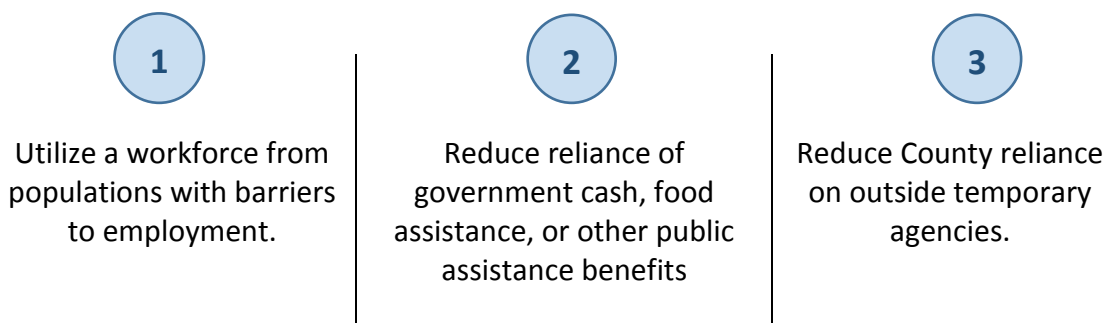 1
Utilize a workforce from
populations with barriers
to employment.
2
Reduce reliance of
government cash, food
assistance, or other public
assistance benefits
3
Reduce County reliance
on outside temporary
agencies.